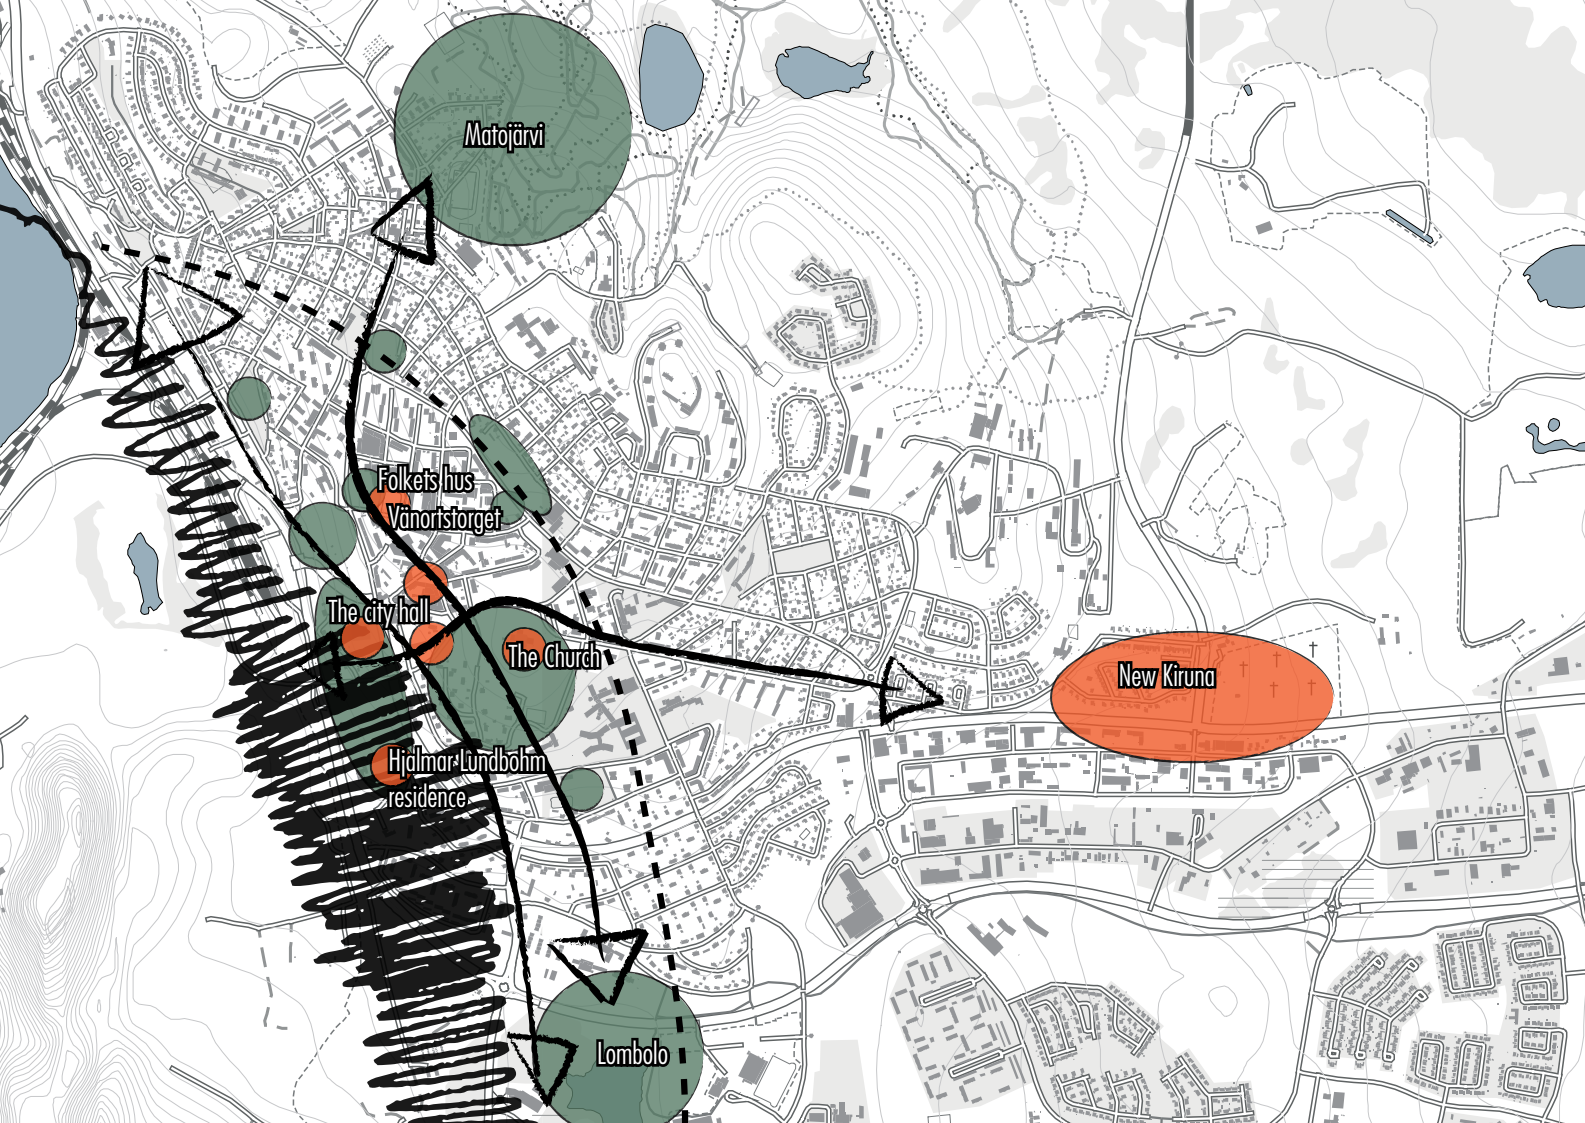 Matojärvi
Folkets hus
Vänortstorget
The city hall
The Church
New Kiruna
Hjalmar Lundbohm
residence
Lombolo